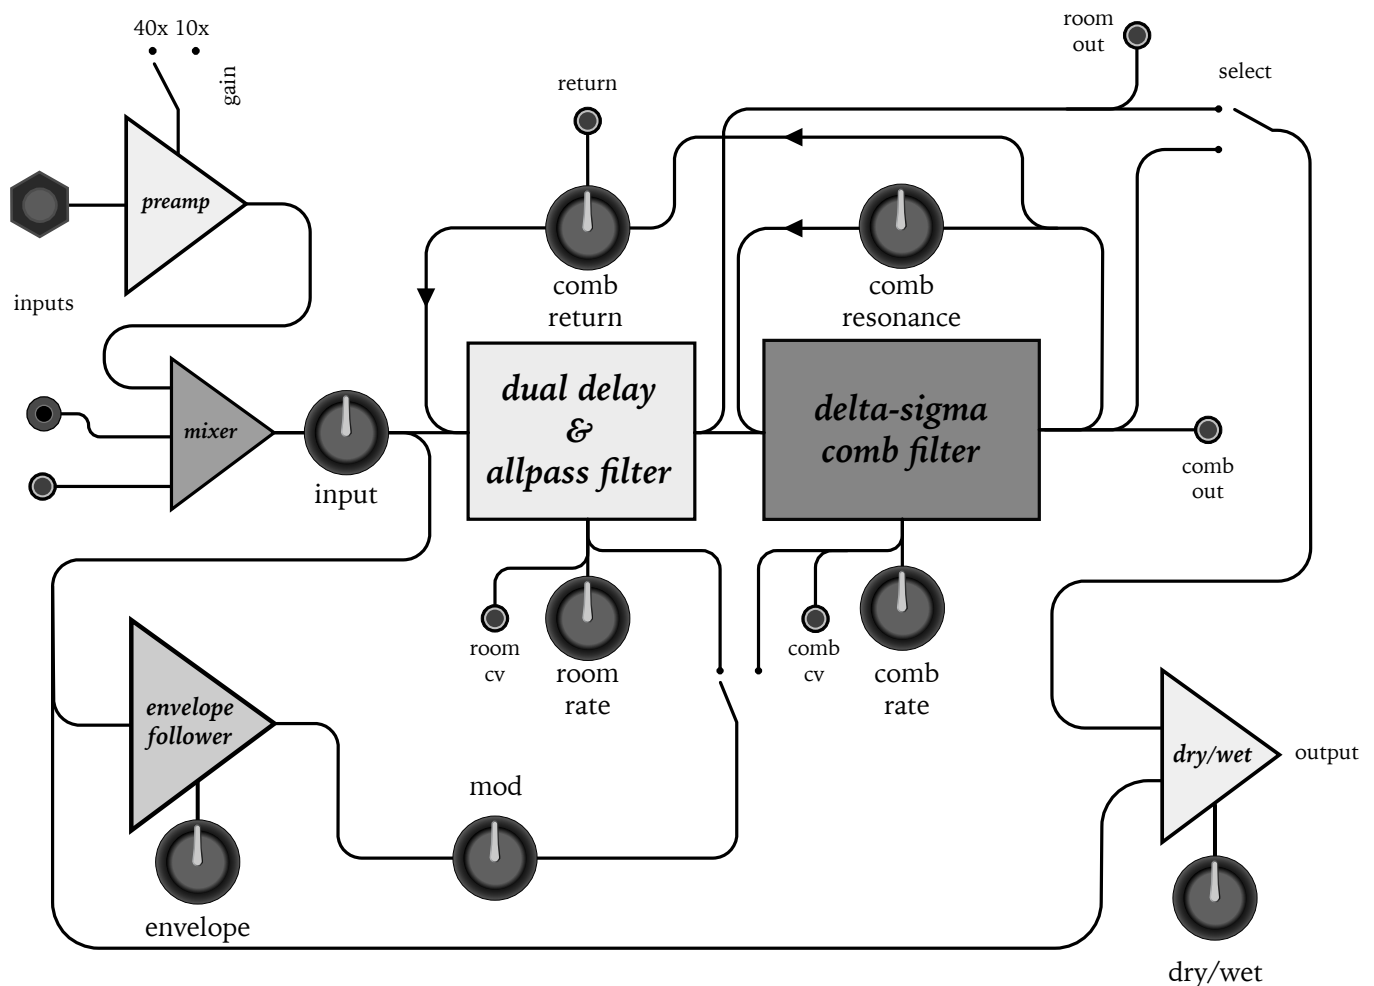 40x 10x
gain
return
room
out
select
preamp
inputs
comb
return
comb
resonance
dual delay
&
allpass filter
delta-sigma
comb filter
mixer
input
comb
out
room
cv
room
rate
comb
cv
comb
rate
envelope
follower
mod
dry/wet
output
envelope
dry/wet